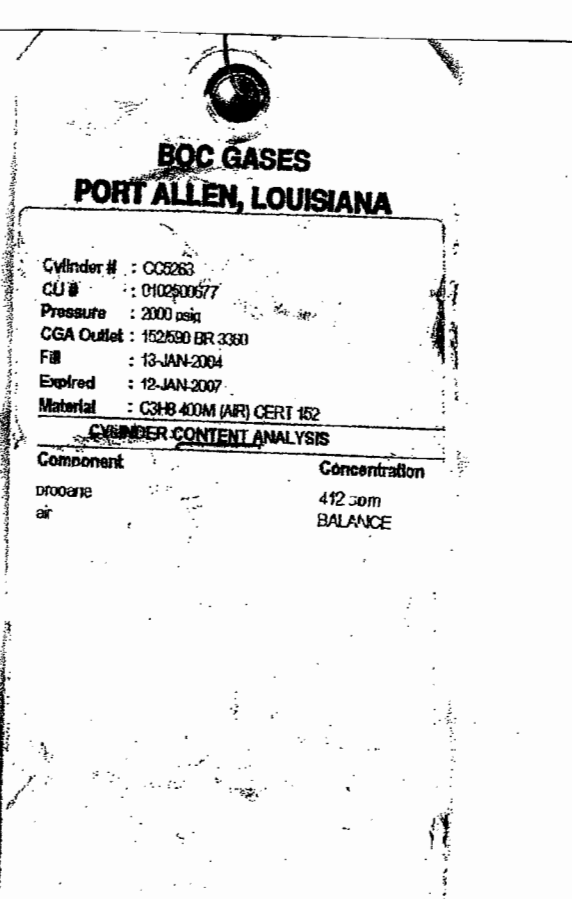 BOC GASES
PORT ALLEN, LOUISIANA
Cylinder # : CC5263
CU # : 0102500677
Pressure : 2000 psig
CGA Outlet : 152/590 BR 3360
Fill : 13-JAN-2004
Expired : 12-JAN-2007
Material : C3H8 400M (AIR) CERT 152
CYLINDER CONTENT ANALYSIS
Component Concentration
propane 412 ppm
air BALANCE